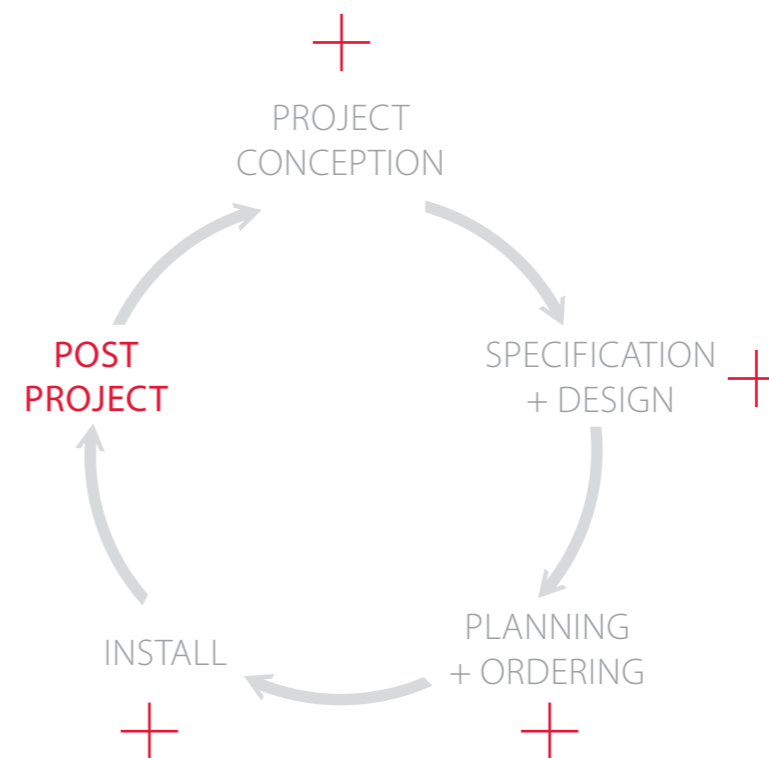 PROJECT
CONCEPTION
SPECIFICATION
+ DESIGN
PLANNING
+ ORDERING
INSTALL
POST
PROJECT